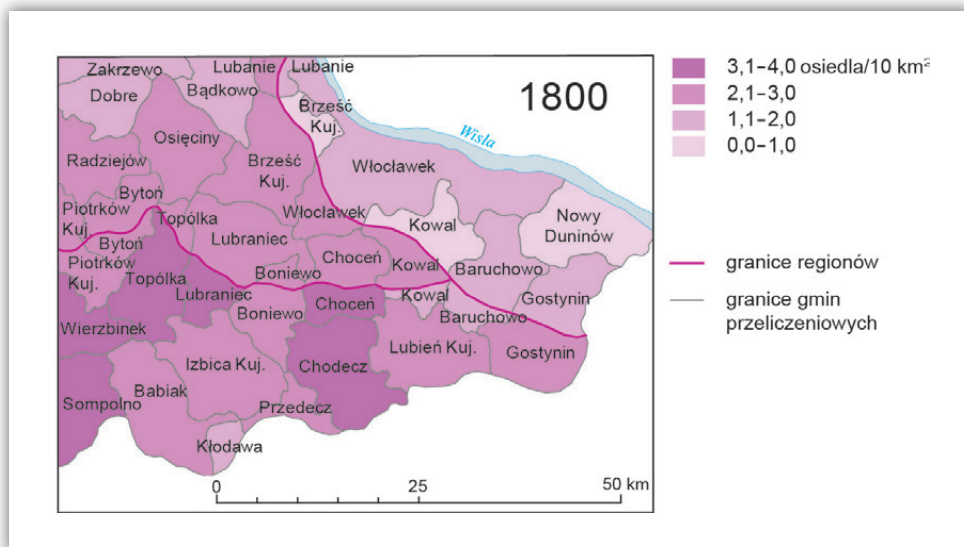 Zakrzewo
Lubanie
Lubanie
Dobre
Bądkowo
1800
Brześć
Kuj.
Wisła
Osięciny
Radziejów
Brześć
Kuj.
Włocławek
Bytoń
Piotrków
Kuj.
Topólka
Włocławek
Kowal
Nowy
Duninów
Bytoń
Lubraniec
Piotrków
Kuj.
Topólka
Boniewo
Choceń
Kowal
Baruchowo
Lubraniec
Boniewo
Choceń
Kowal
Gostynin
Baruchowo
Wierzbinek
Lubień Kuj.
Gostynin
Izbica Kuj.
Chodecz
Babiak
Sompolno
Przedecz
Kłodawa
0 25 50 km
3,1–4,0 osiedla/10 km²
2,1–3,0
1,1–2,0
0,0–1,0
granice regionów
granice gmin
przeliczeniowych